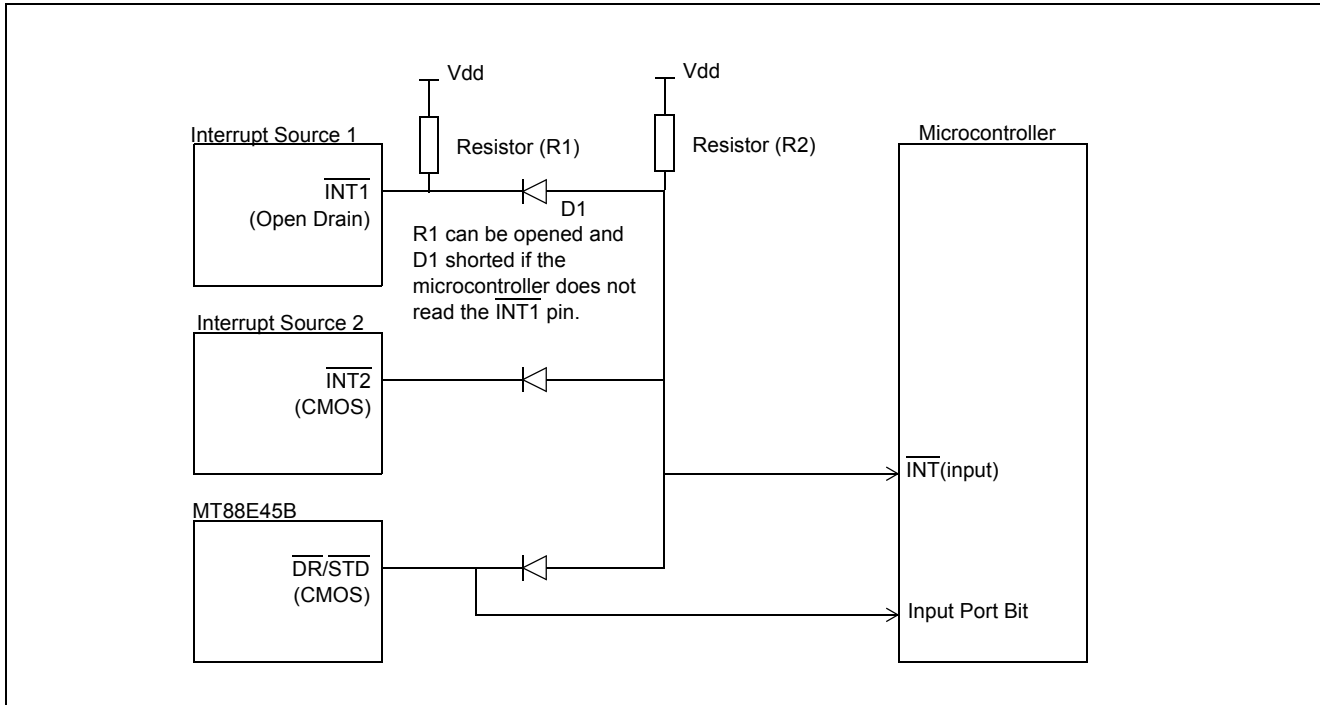 Vdd
Vdd
Interrupt Source 1
Microcontroller
Resistor (R1)
Resistor (R2)
INT1
(Open Drain)
D1
R1 can be opened and
D1 shorted if the
microcontroller does not
read the INT1 pin.
Interrupt Source 2
INT2
(CMOS)
INT(input)
MT88E45B
DR/STD
(CMOS)
Input Port Bit